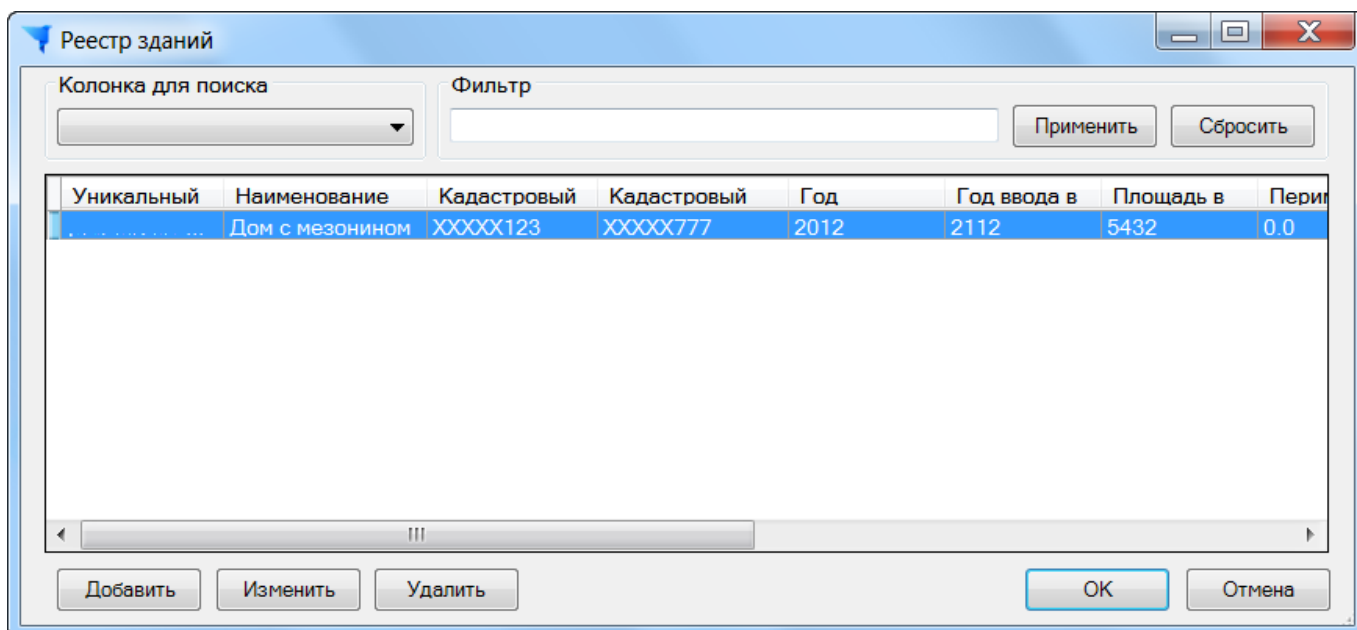 Реестр зданий
Колонка для поиска Фильтр
Применить Сбросить
Уникальный Наименование Кадастровый Кадастровый Год Год ввода в Площадь в Перим
Дом с мезонином XXXXX123 XXXXX777 2012 2112 5432 0.0
Добавить Изменить Удалить OK Отмена